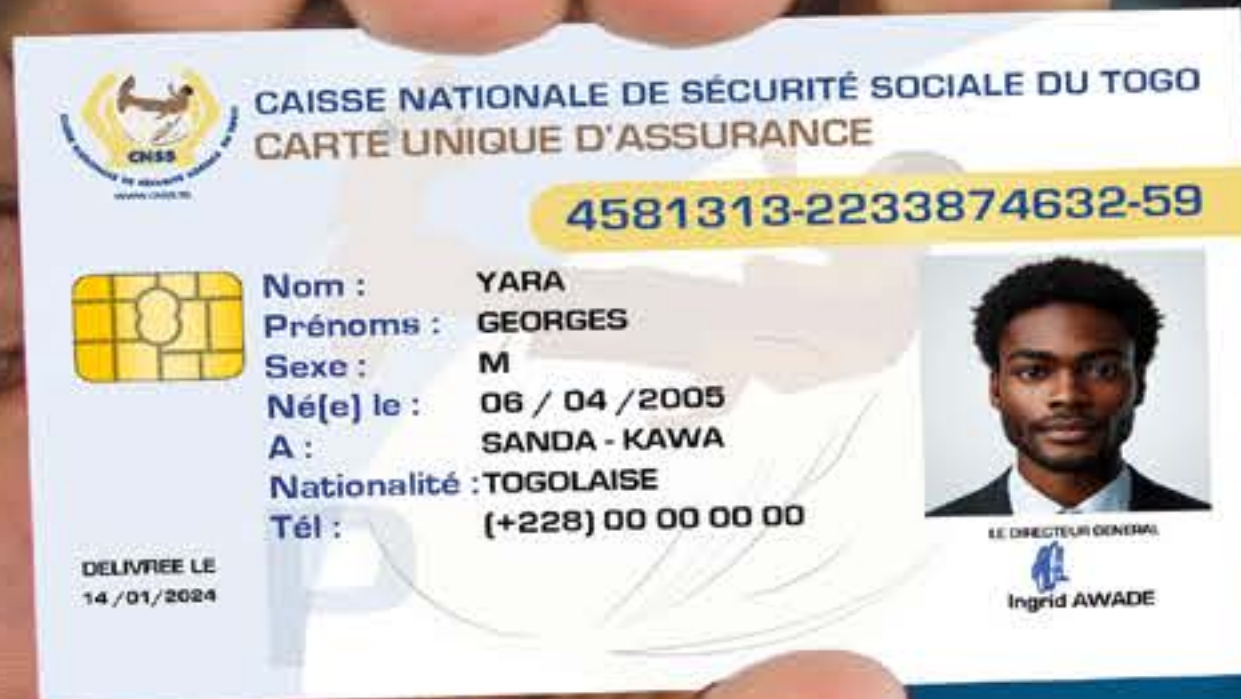 CAISSE NATIONALE DE SÉCURITÉ SOCIALE DU TOGO
CARTE UNIQUE D'ASSURANCE
CNSS
4581313-2233874632-59
Nom : YARA
Prénoms : GEORGES
Sexe : M
Né(e) le : 06 / 04 /2005
A : SANDA - KAWA
Nationalité : TOGOLAISE
Tél : (+228) 00 00 00 00
DELIVREE LE
14/01/2024
LE DIRECTEUR GENERAL
Ingrid AWADE